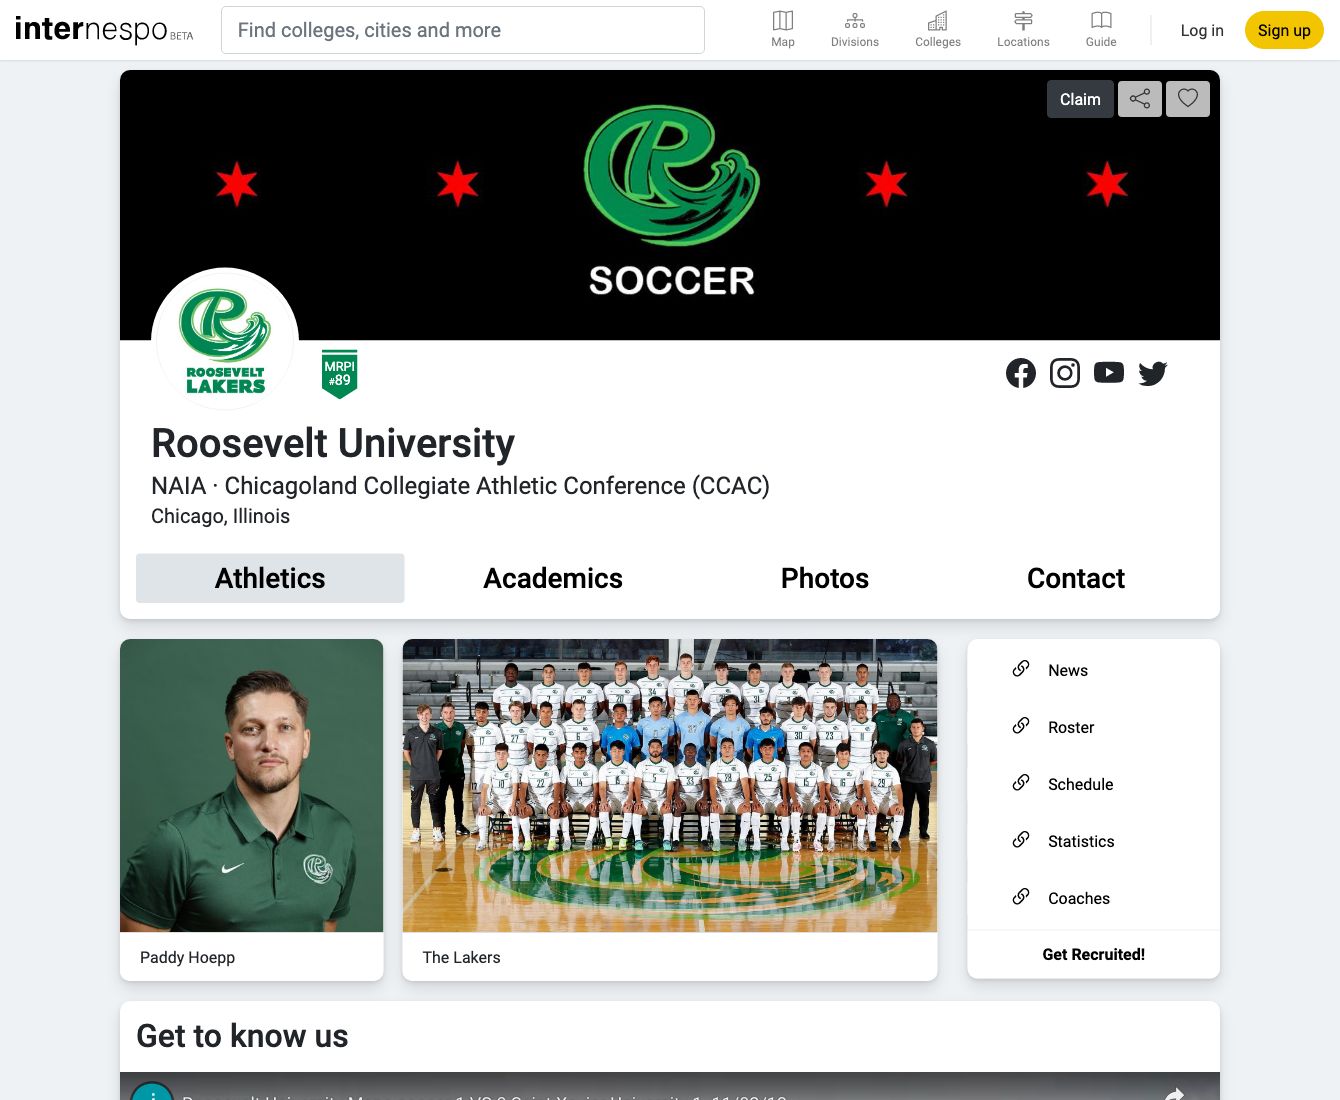 internespo BETA
Find colleges, cities and more
Map
Divisions
Colleges
Locations
Guide
Log in
Sign up
Claim
R
SOCCER
R
ROOSEVELT
LAKERS
MRPI
#89
Roosevelt University
NAIA · Chicagoland Collegiate Athletic Conference (CCAC)
Chicago, Illinois
Athletics
Academics
Photos
Contact
Paddy Hoepp
The Lakers
News
Roster
Schedule
Statistics
Coaches
Get Recruited!
Get to know us